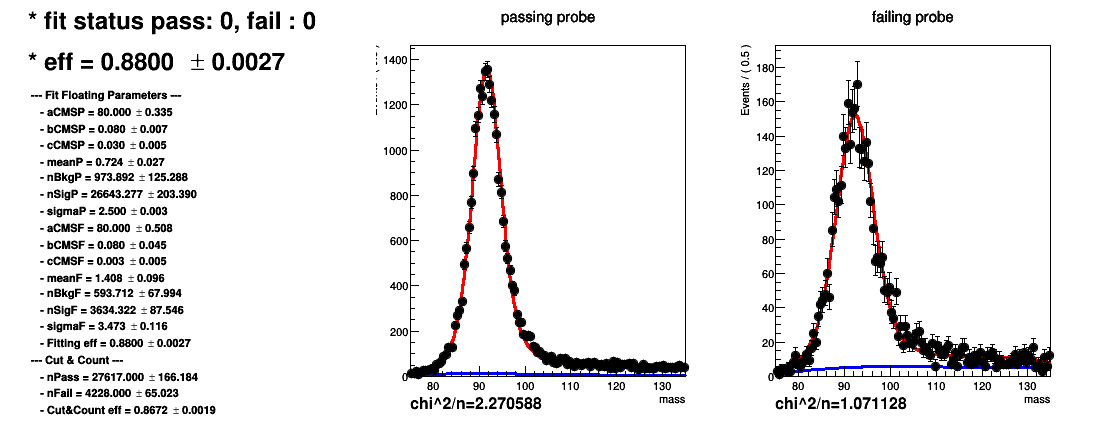 * fit status pass: 0, fail : 0
* eff = 0.8800 ± 0.0027
--- Fit Floating Parameters ---
- aCMSP = 80.000 ± 0.335
- bCMSP = 0.080 ± 0.007
- cCMSP = 0.030 ± 0.005
- meanP = 0.724 ± 0.027
- nBkgP = 973.892 ± 125.288
- nSigP = 26643.277 ± 203.390
- sigmaP = 2.500 ± 0.003
- aCMSF = 80.000 ± 0.508
- bCMSF = 0.080 ± 0.045
- cCMSF = 0.003 ± 0.005
- meanF = 1.408 ± 0.096
- nBkgF = 593.712 ± 67.994
- nSigF = 3634.322 ± 87.546
- sigmaF = 3.473 ± 0.116
- Fitting eff = 0.8800 ± 0.0027
--- Cut & Count ---
- nPass = 27617.000 ± 166.184
- nFail = 4228.000 ± 65.023
- Cut&Count eff = 0.8672 ± 0.0019
passing probe
1400
1200
1000
800
600
400
200
0
80 90 100 110 120 130
mass
chi^2/n=2.270588
failing probe
Events / ( 0.5 )
180
160
140
120
100
80
60
40
20
0
80 90 100 110 120 130
mass
chi^2/n=1.071128